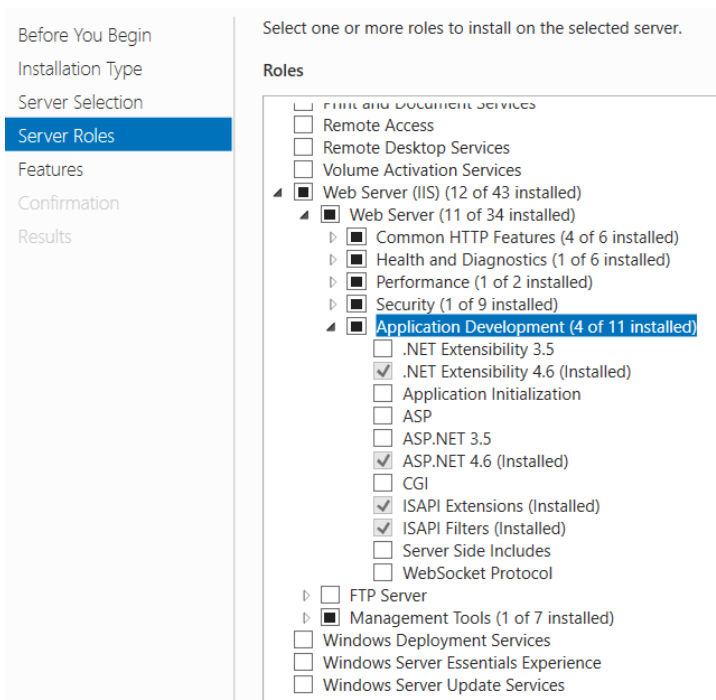 Before You Begin
Installation Type
Server Selection
Server Roles
Features
Confirmation
Results
Select one or more roles to install on the selected server.
Roles
Print and Document Services
Remote Access
Remote Desktop Services
Volume Activation Services
Web Server (IIS) (12 of 43 installed)
Web Server (11 of 34 installed)
Common HTTP Features (4 of 6 installed)
Health and Diagnostics (1 of 6 installed)
Performance (1 of 2 installed)
Security (1 of 9 installed)
Application Development (4 of 11 installed)
.NET Extensibility 3.5
.NET Extensibility 4.6 (Installed)
Application Initialization
ASP
ASP.NET 3.5
ASP.NET 4.6 (Installed)
CGI
ISAPI Extensions (Installed)
ISAPI Filters (Installed)
Server Side Includes
WebSocket Protocol
FTP Server
Management Tools (1 of 7 installed)
Windows Deployment Services
Windows Server Essentials Experience
Windows Server Update Services